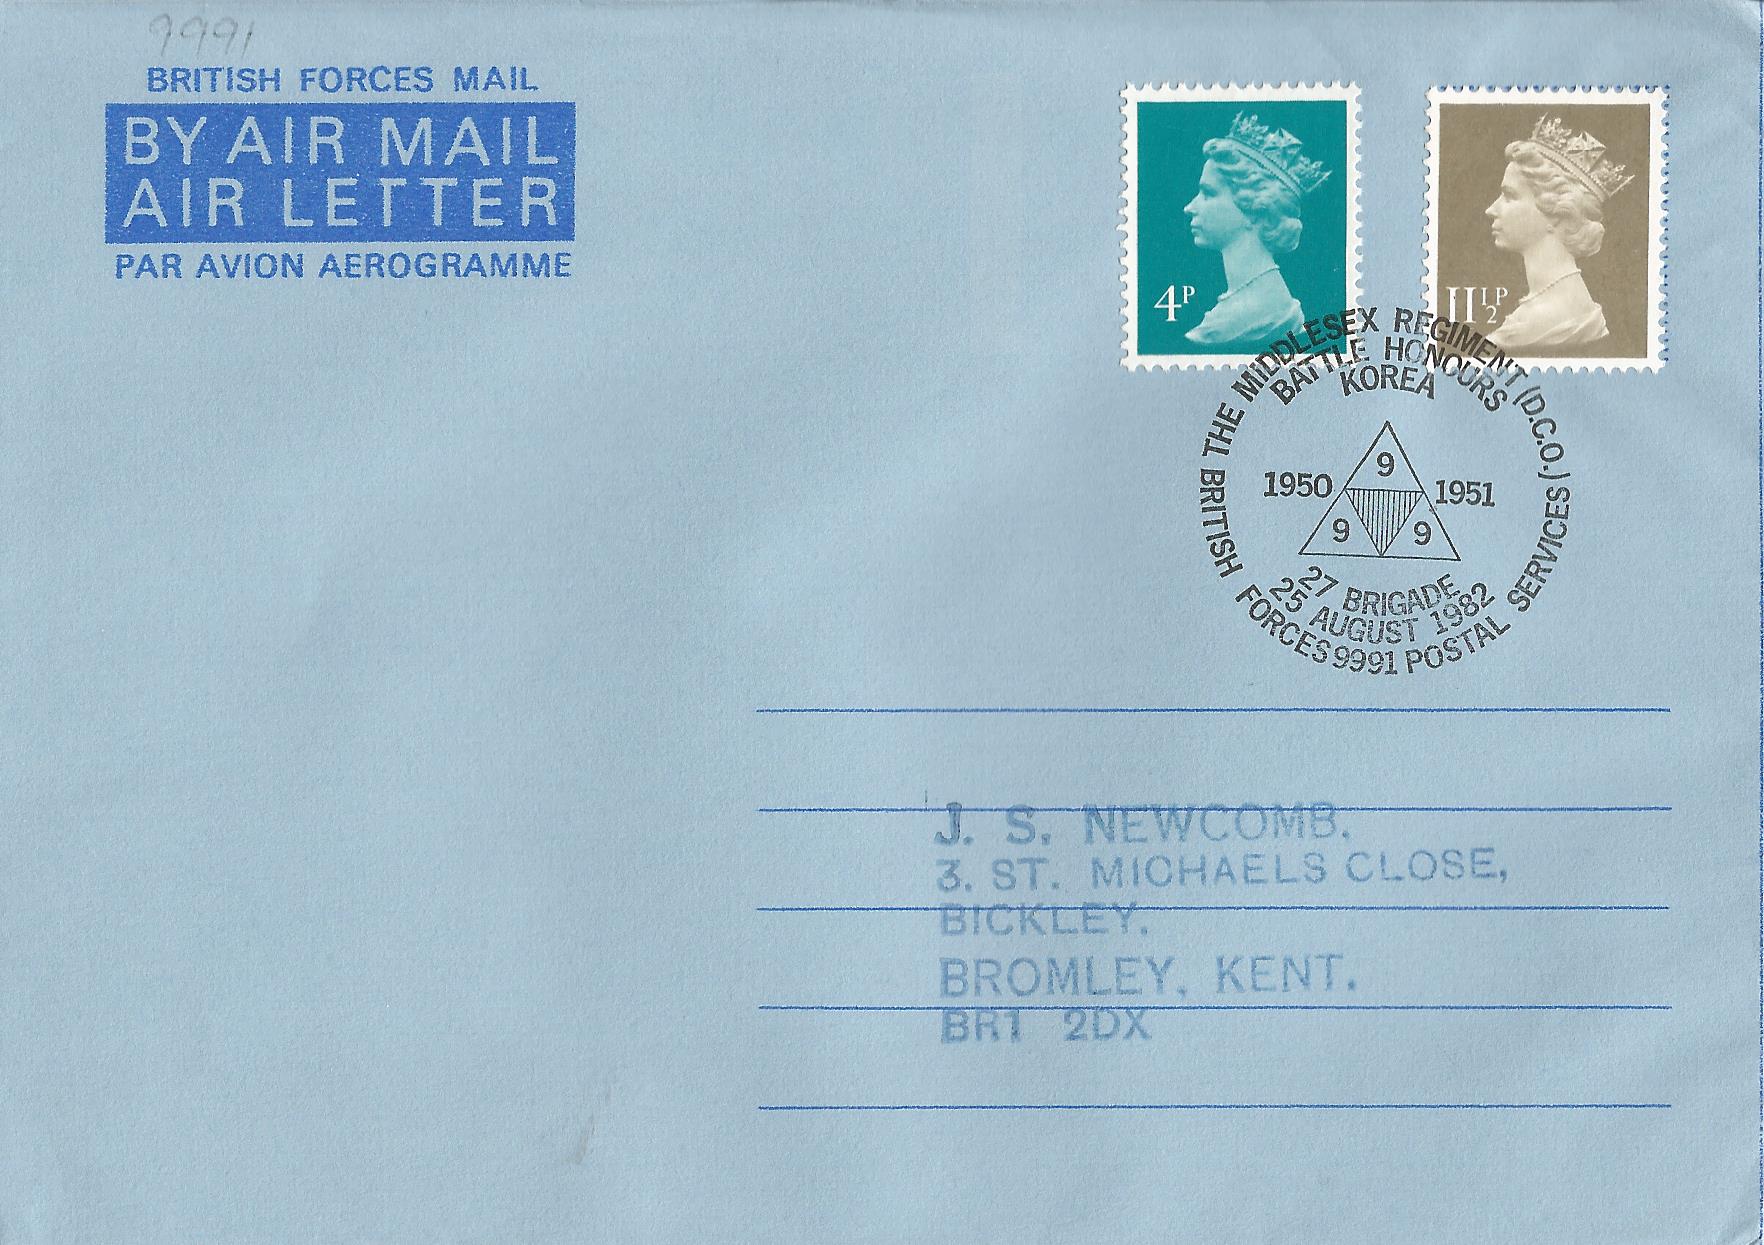 9991
BRITISH FORCES MAIL
BY AIR MAIL
AIR LETTER
PAR AVION AEROGRAMME
4P
11½P
THE MIDDLESEX REGIMENT (D.C.O.)
BATTLE HONOURS
KOREA
9
1950 1951
9 9
27 BRIGADE
25 AUGUST 1982
BRITISH FORCES 9991 POSTAL SERVICES
J. S. NEWCOMB.
3. ST. MICHAELS CLOSE,
BICKLEY.
BROMLEY, KENT.
BR1 2DX